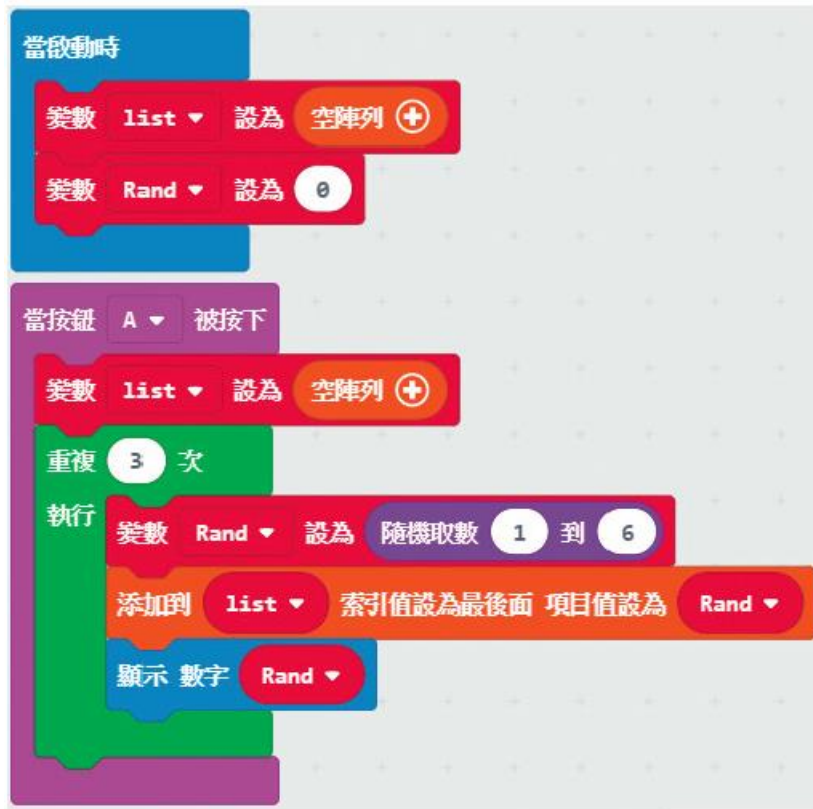 當啟動時
變數 list 設為 空陣列
變數 Rand 設為 0
當按鈕 A 被按下
變數 list 設為 空陣列
重複 3 次
執行
變數 Rand 設為 隨機取數 1 到 6
添加到 list 索引值設為最後面 項目值設為 Rand
顯示 數字 Rand